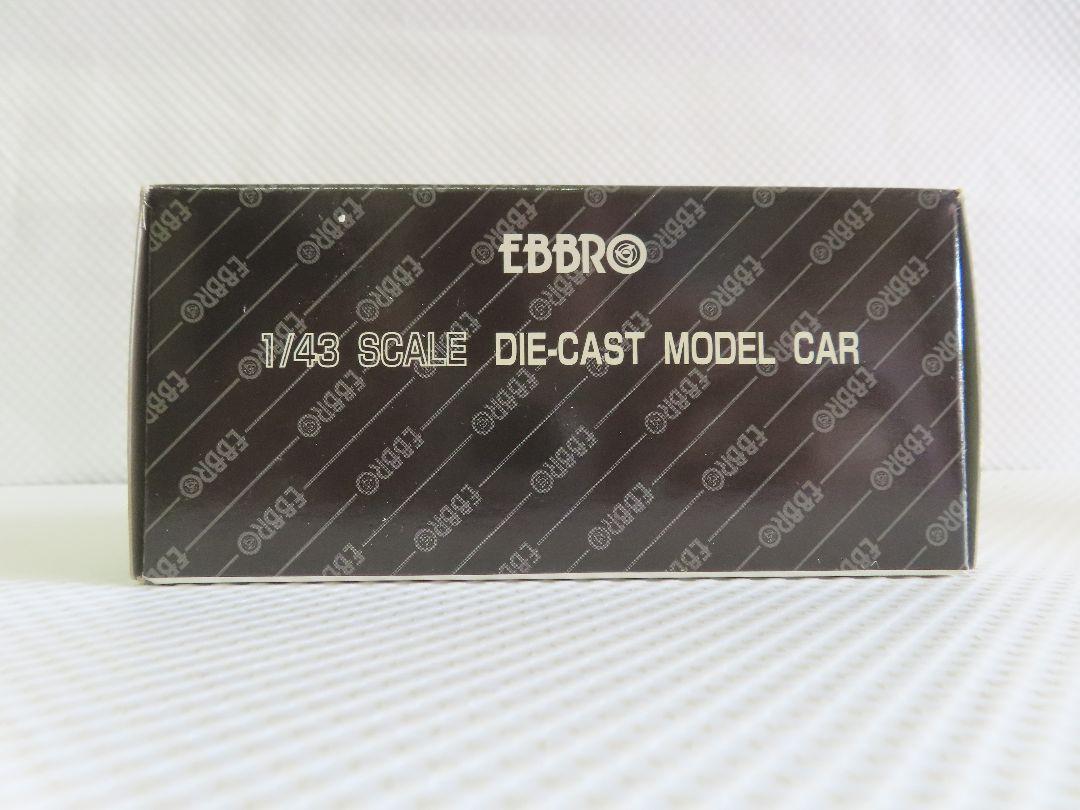 EBBRO
1/43 SCALE DIE-CAST MODEL CAR